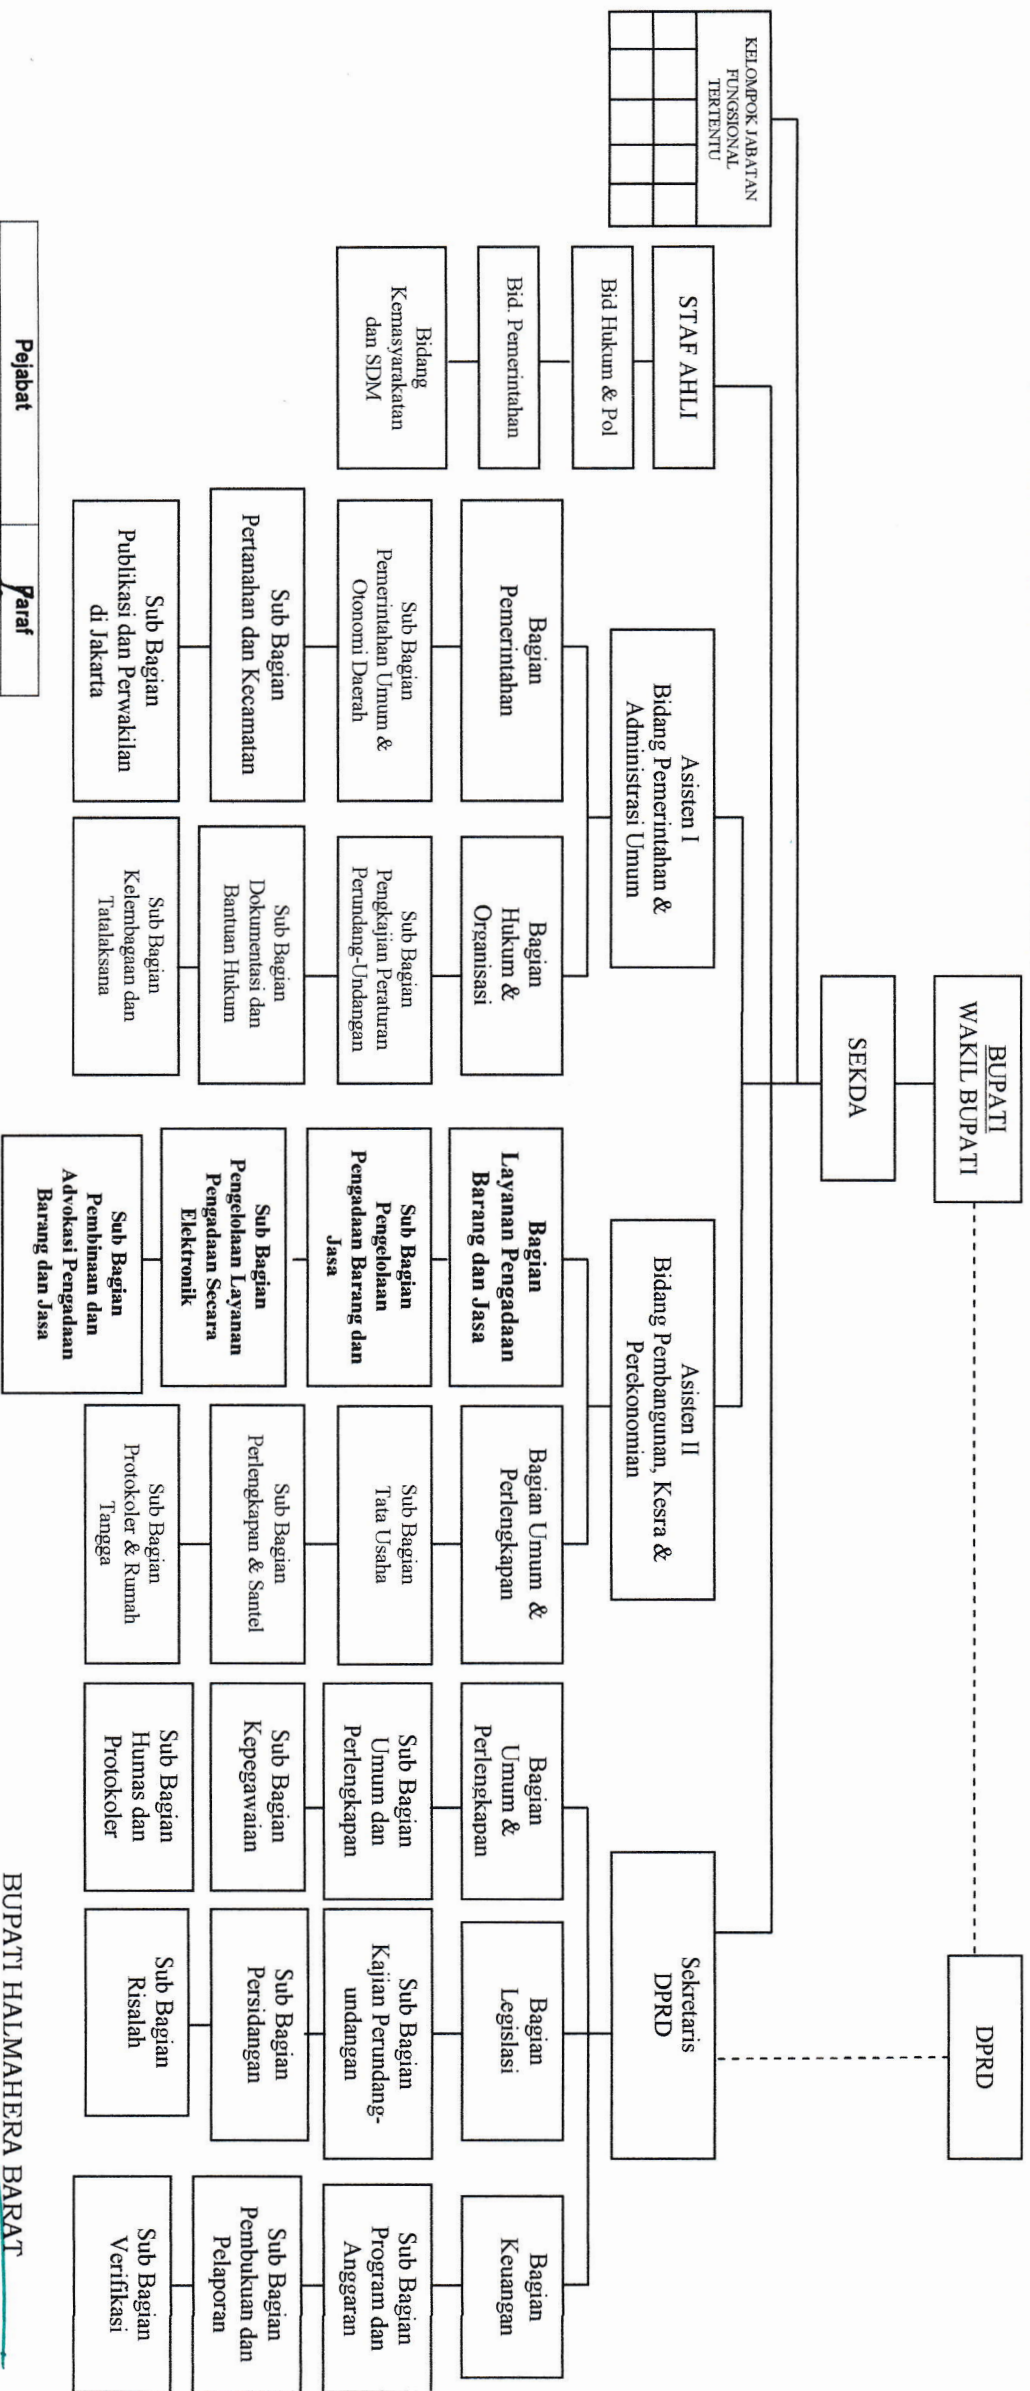 BUPATI
WAKIL BUPATI
DPRD
SEKDA
KELOMPOK JABATAN
FUNGSIONAL
TERTENTU
STAF AHLI
Bid Hukum & Pol
Bid. Pemerintahan
Bidang
Kemasyarakatan
dan SDM
Asisten I
Bidang Pemerintahan &
Administrasi Umum
Bagian
Pemerintahan
Sub Bagian
Pemerintahan Umum &
Otonomi Daerah
Sub Bagian
Pertanahan dan Kecamatan
Sub Bagian
Publikasi dan Perwakilan
di Jakarta
Bagian
Hukum &
Organisasi
Sub Bagian
Pengkajian Peraturan
Perundang-Undangan
Sub Bagian
Dokumentasi dan
Bantuan Hukum
Sub Bagian
Kelembagaan dan
Tatalaksana
Asisten II
Bidang Pembangunan, Kesra &
Perekonomian
Bagian
Layanan Pengadaan
Barang dan Jasa
Sub Bagian
Pengelolaan
Pengadaan Barang dan
Jasa
Sub Bagian
Pengelolaan Layanan
Pengadaan Secara
Elektronik
Sub Bagian
Pembinaan dan
Advokasi Pengadaan
Barang dan Jasa
Bagian Umum &
Perlengkapan
Sub Bagian
Tata Usaha
Sub Bagian
Perlengkapan & Santel
Sub Bagian
Protokoler & Rumah
Tangga
Sekretaris
DPRD
Bagian
Umum &
Perlengkapan
Sub Bagian
Umum dan
Perlengkapan
Sub Bagian
Kepegawaian
Sub Bagian
Humas dan
Protokoler
Bagian
Legislasi
Sub Bagian
Kajian Perundang-
undangan
Sub Bagian
Persidangan
Sub Bagian
Risalah
Bagian
Keuangan
Sub Bagian
Program dan
Anggaran
Sub Bagian
Pembukuan dan
Pelaporan
Sub Bagian
Verifikasi
Pejabat
Paraf
BUPATI HALMAHERA BARAT